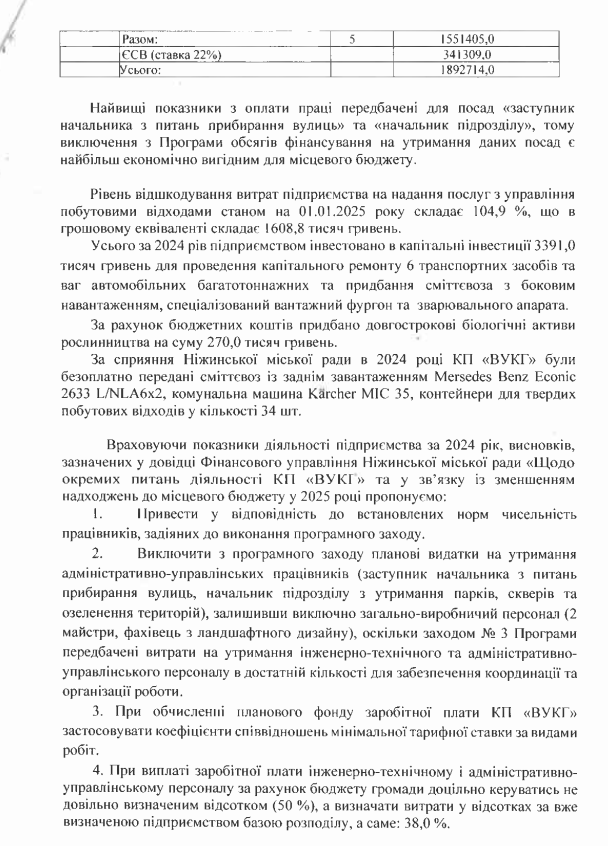 Разом: 5 1551405,0
ЄСВ (ставка 22%) 341309,0
Усього: 1892714,0
Найвищі показники з оплати праці передбачені для посад «заступник
начальника з питань прибирання вулиць» та «начальник підрозділу», тому
виключення з Програми обсягів фінансування на утримання даних посад є
найбільш економічно вигідним для місцевого бюджету.
Рівень відшкодування витрат підприємства на надання послуг з управління
побутовими відходами станом на 01.01.2025 року складає 104,9 %, що в
грошовому еквіваленті складає 1608,8 тисяч гривень.
Усього за 2024 рів підприємством інвестовано в капітальні інвестиції 3391,0
тисяч гривень для проведення капітального ремонту 6 транспортних засобів та
ваг автомобільних багатотоннажних та придбання сміттєвоза з боковим
навантаженням, спеціалізований вантажний фургон та зварювального апарата.
За рахунок бюджетних коштів придбано довгострокові біологічні активи
рослинництва на суму 270,0 тисяч гривень.
За сприяння Ніжинської міської ради в 2024 році КП «ВУКГ» були
безоплатно передані сміттєвоз із заднім завантаженням Mersedes Benz Econic
2633 L/NLA6x2, комунальна машина Kärcher MIC 35, контейнери для твердих
побутових відходів у кількості 34 шт.
Враховуючи показники діяльності підприємства за 2024 рік, висновків,
зазначених у довідці Фінансового управління Ніжинської міської ради «Щодо
окремих питань діяльності КП «ВУКГ» та у зв’язку із зменшенням
надходжень до місцевого бюджету у 2025 році пропонуємо:
1. Привести у відповідність до встановлених норм чисельність
працівників, задіяних до виконання програмного заходу.
2. Виключити з програмного заходу планові видатки на утримання
адміністративно-управлінських працівників (заступник начальника з питань
прибирання вулиць, начальник підрозділу з утримання парків, скверів та
озеленення територій), залишивши виключно загально-виробничий персонал (2
майстри, фахівець з ландшафтного дизайну), оскільки заходом № 3 Програми
передбачені витрати на утримання інженерно-технічного та адміністративно-
управлінського персоналу в достатній кількості для забезпечення координації та
організації роботи.
3. При обчисленні планового фонду заробітної плати КП «ВУКГ»
застосовувати коефіцієнти співвідношень мінімальної тарифної ставки за видами
робіт.
4. При виплаті заробітної плати інженерно-технічному і адміністративно-
управлінському персоналу за рахунок бюджету громади доцільно керуватись не
довільно визначеним відсотком (50 %), а визначати витрати у відсотках за вже
визначеною підприємством базою розподілу, а саме: 38,0 %.